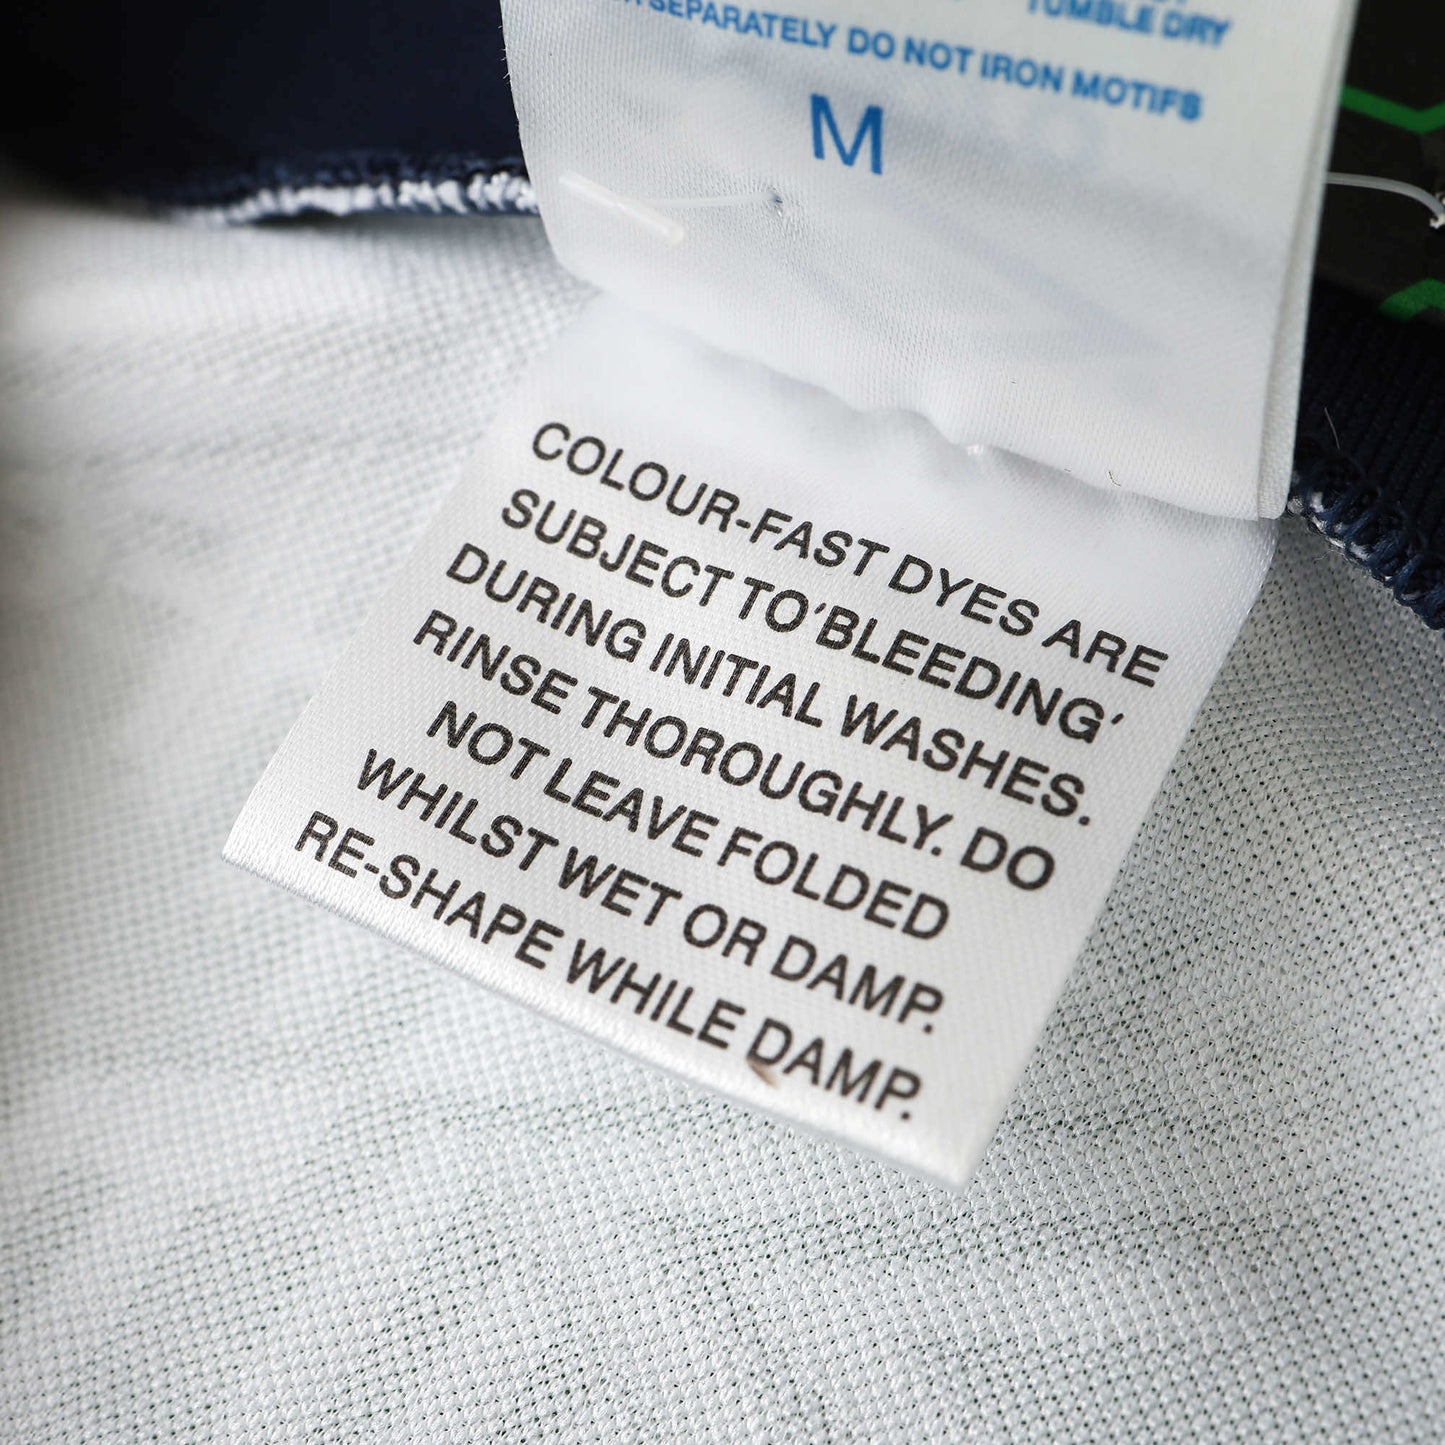 TUMBLE DRY
SEPARATELY DO NOT IRON MOTIFS
M
COLOUR-FAST DYES ARE
SUBJECT TO 'BLEEDING'
DURING INITIAL WASHES.
RINSE THOROUGHLY. DO
NOT LEAVE FOLDED
WHILST WET OR DAMP.
RE-SHAPE WHILE DAMP.